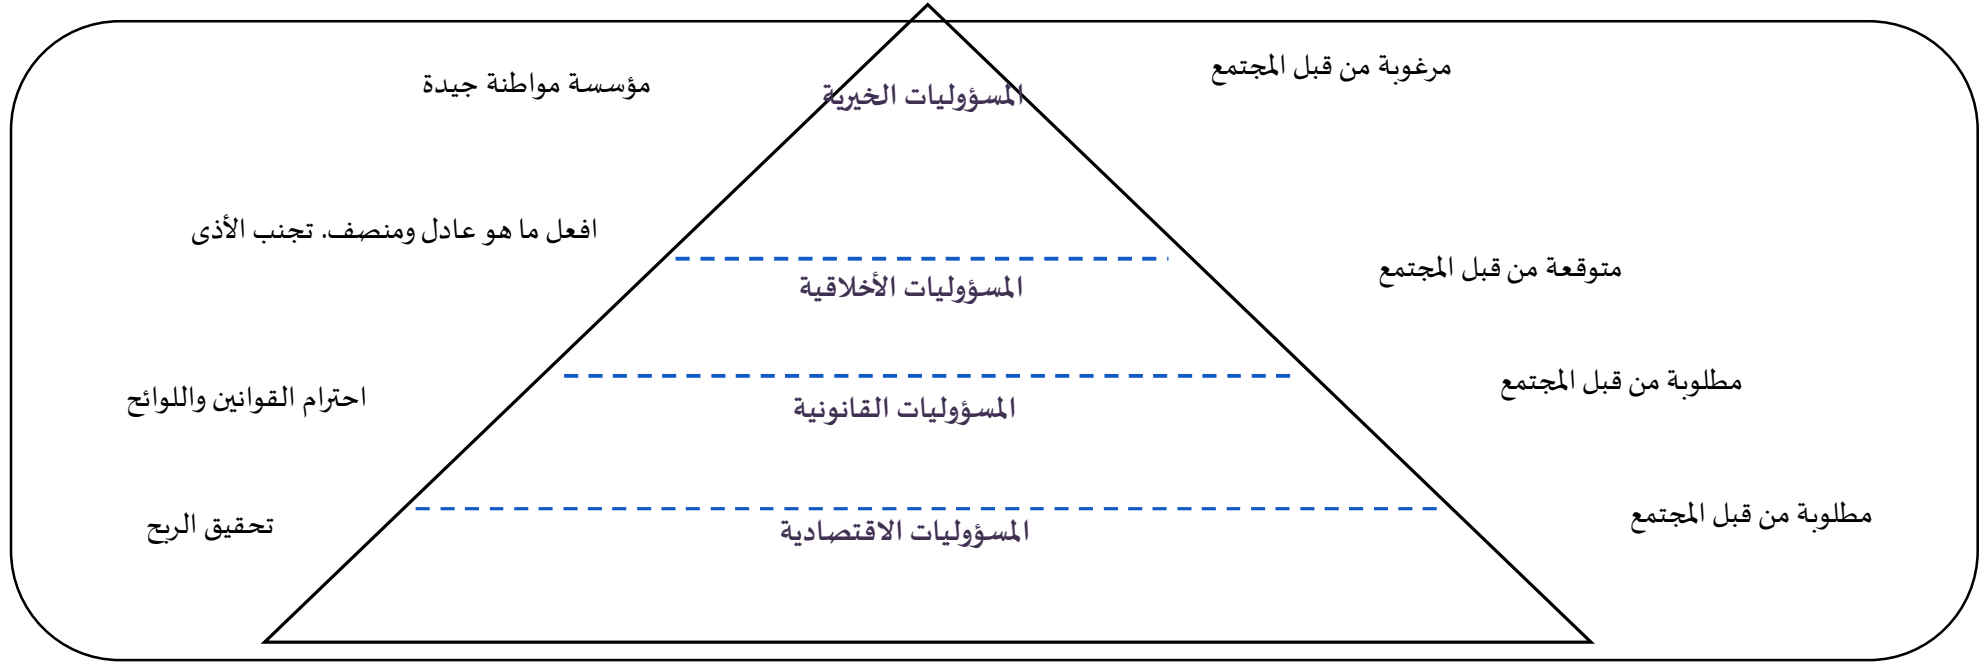 مرغوبة من قبل المجتمع
المسؤوليات الخيرية
مؤسسة مواطنة جيدة
متوقعة من قبل المجتمع
المسؤوليات الأخلاقية
افعل ما هو عادل ومنصف. تجنب الأذى
مطلوبة من قبل المجتمع
المسؤوليات القانونية
احترام القوانين واللوائح
مطلوبة من قبل المجتمع
المسؤوليات الاقتصادية
تحقيق الربح